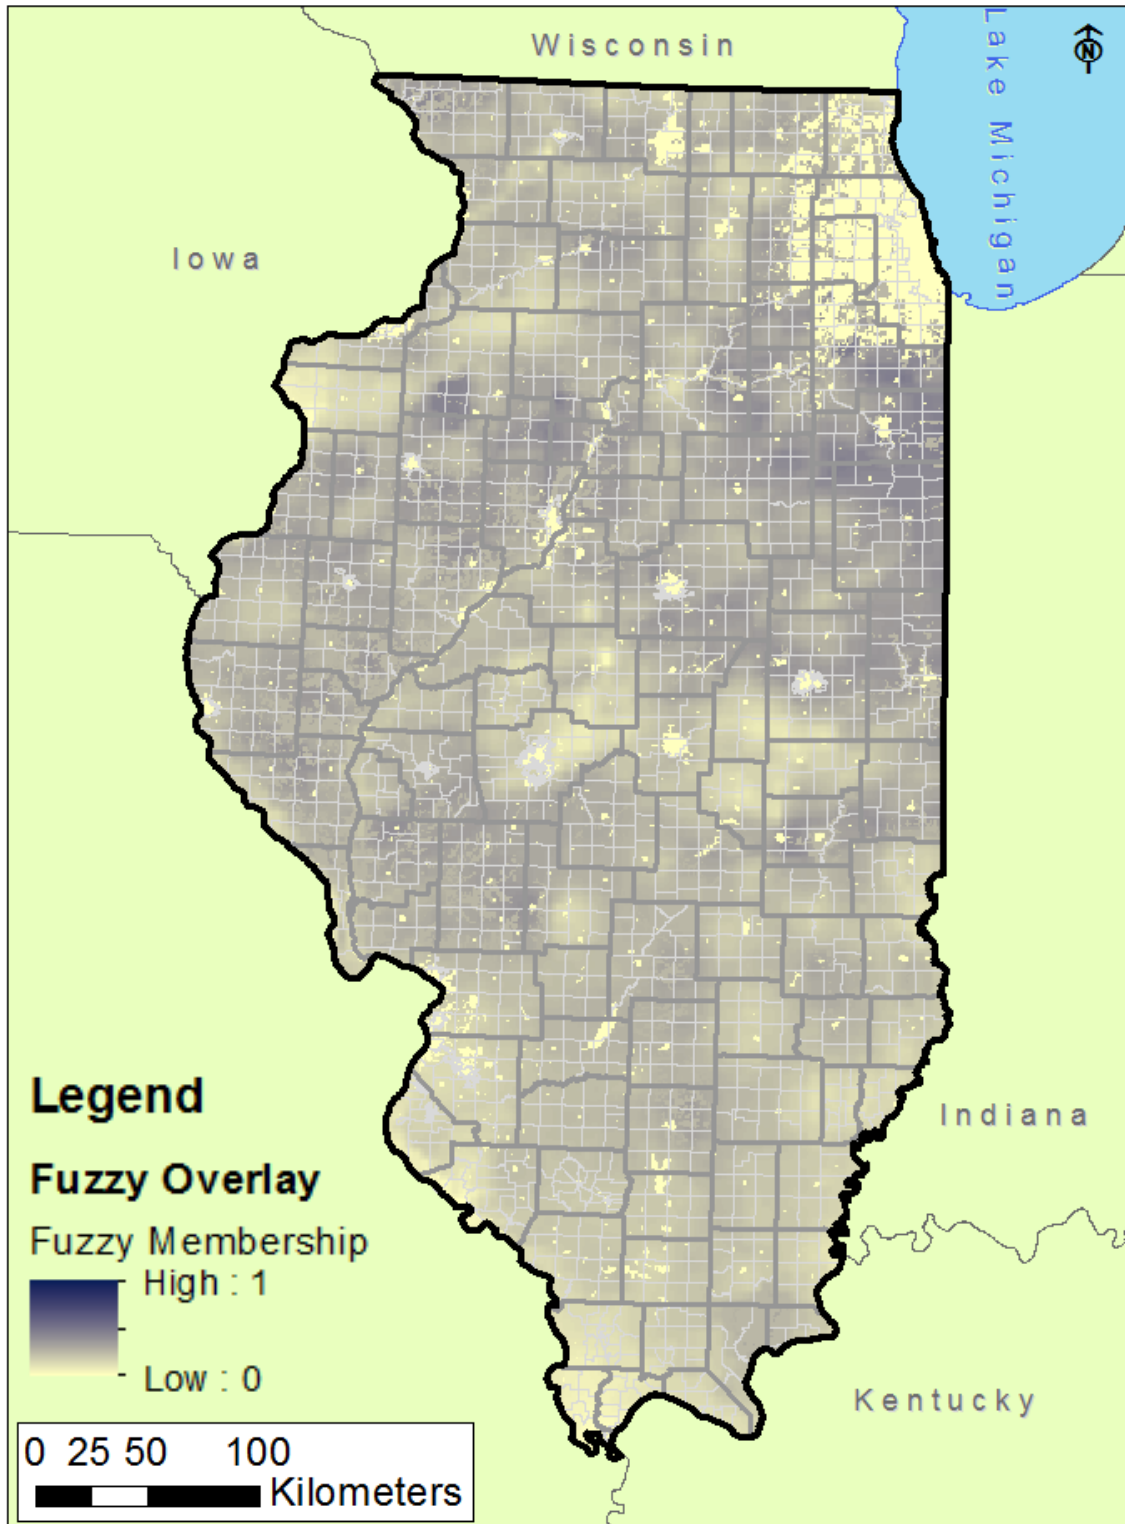 Wisconsin
Lake Michigan
N
Iowa
Legend
Indiana
Fuzzy Overlay
Fuzzy Membership
High : 1
Low : 0
Kentucky
0 25 50 100
Kilometers